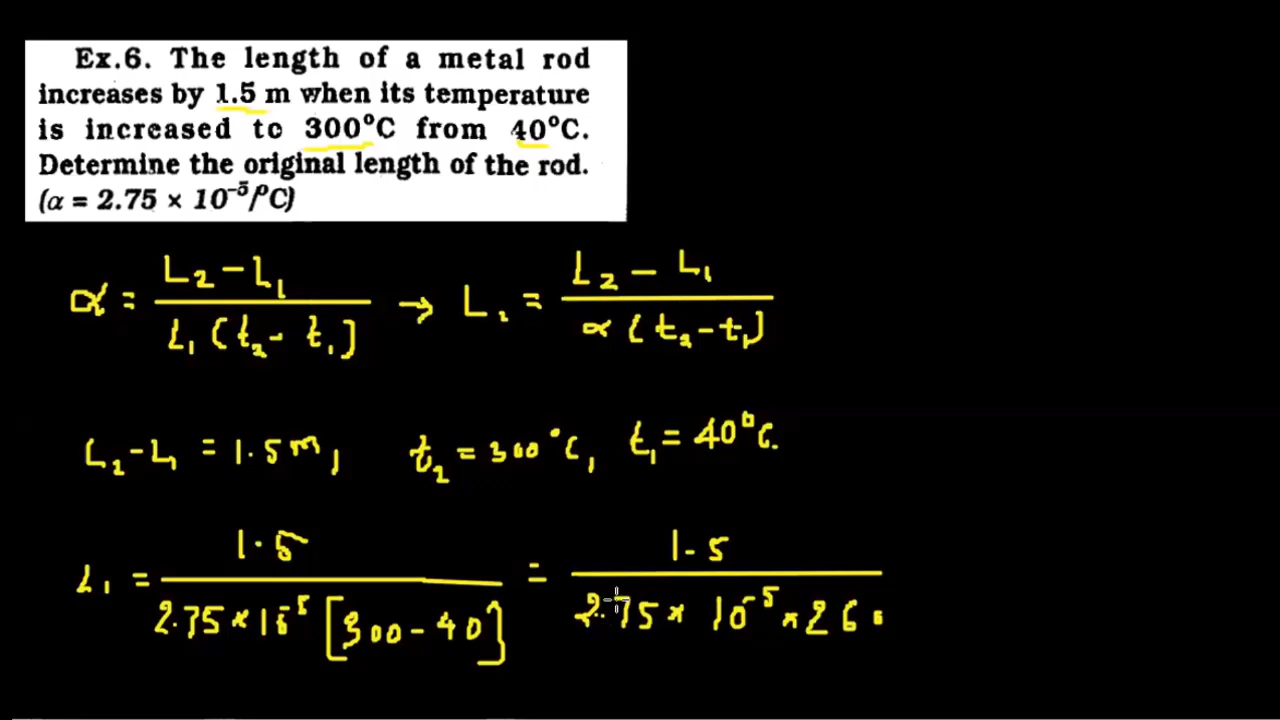 Ex.6. The length of a metal rod
increases by 1.5 m when its temperature
is increased to 300°C from 40°C.
Determine the original length of the rod.
(α = 2.75 × 10⁻⁵/°C)
α = (L₂ - L₁) / (L₁ (t₂ - t₁)) → L₁ = (L₂ - L₁) / (α (t₂ - t₁))
L₂ - L₁ = 1.5 m, t₂ = 300°C, t₁ = 40°C.
L₁ = 1.5 / (2.75 × 10⁻⁵ [300 - 40]) = 1.5 / (2.75 × 10⁻⁵ × 260)